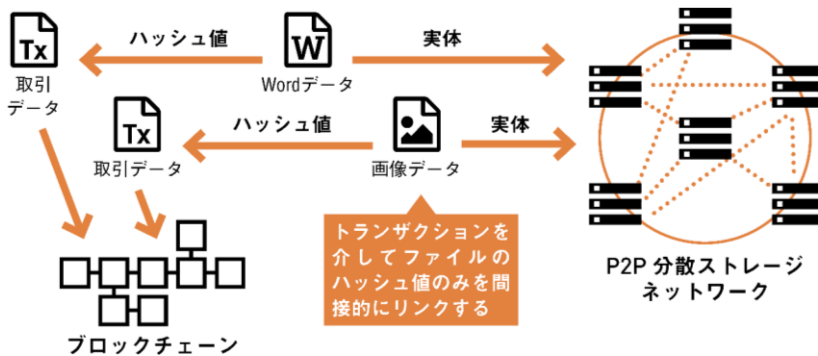 Tx
取引
データ
ハッシュ値
W
Wordデータ
実体
Tx
取引データ
ハッシュ値
画像データ
実体
トランザクションを
介してファイルの
ハッシュ値のみを間
接的にリンクする
P2P 分散ストレージ
ネットワーク
ブロックチェーン